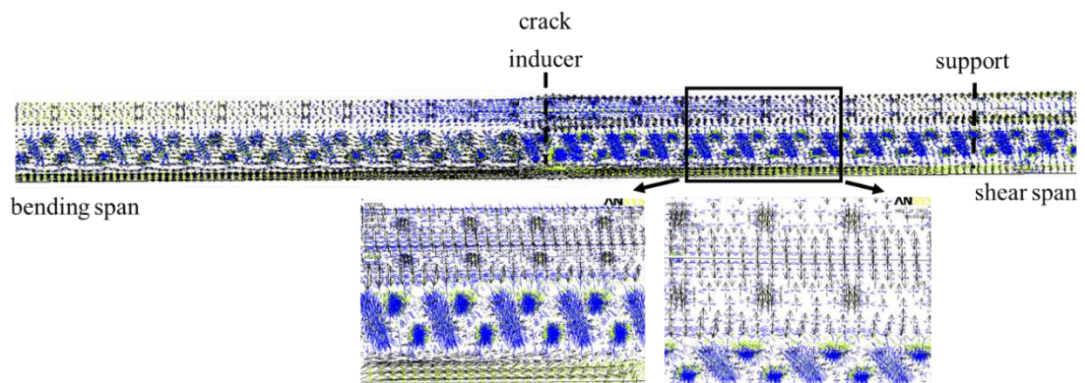 crack
inducer
support
bending span
shear span